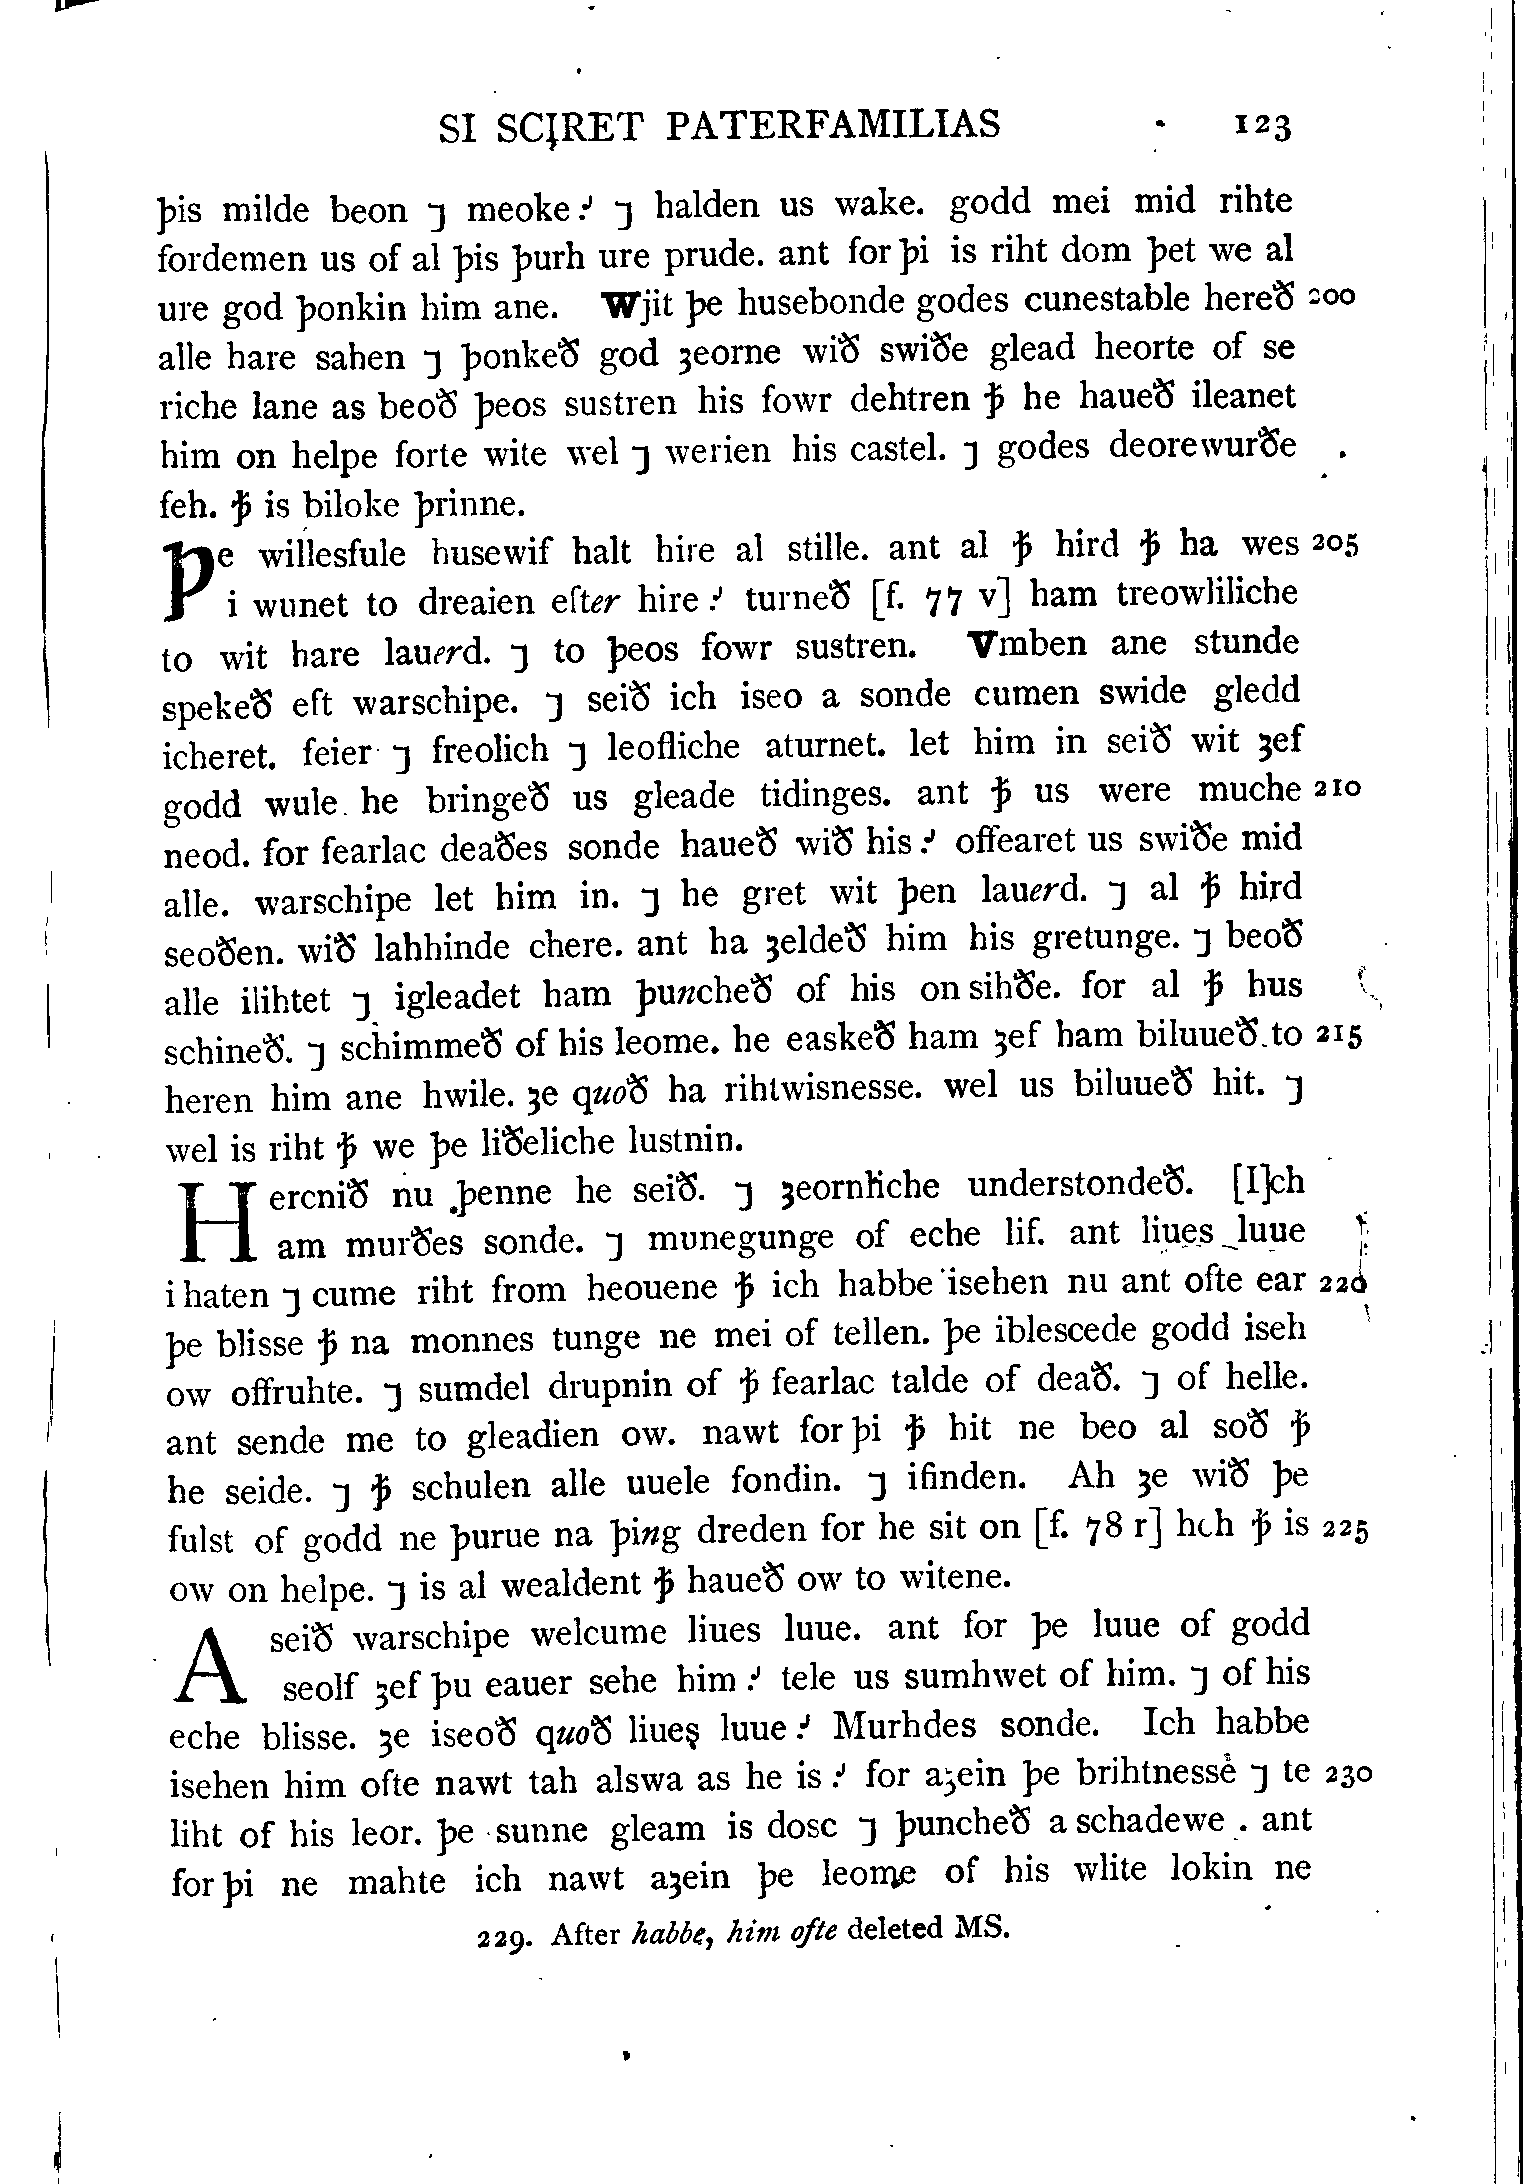 SI SCIRET PATERFAMILIAS 123
þis milde beon ⁊ meoke⹎ ⁊ halden us wake. godd mei mid rihte
fordemen us of al þis þurh ure prude. ant for þi is riht dom þet we al
ure god þonkin him ane. Wjit þe husebonde godes cunestable hereð 200
alle hare sahen ⁊ þonkeð god ȝeorne wið swiðe glead heorte of se
riche lane as beoð þeos sustren his fowr dehtren ꝥ he haueð ileanet
him on helpe forte wite wel ⁊ werien his castel. ⁊ godes deorewurðe
feh. ꝥ is biloke þrinne.
Þe willesfule husewif halt hire al stille. ant al ꝥ hird ꝥ ha wes 205
i wunet to dreaien efter hire⹎ turneð [f. 77 v] ham treowliliche
to wit hare lauerd. ⁊ to þeos fowr sustren. Vmben ane stunde
spekeð eft warschipe. ⁊ seið ich iseo a sonde cumen swide gledd
icheret. feier ⁊ freolich ⁊ leofliche aturnet. let him in seið wit ȝef
godd wule he bringeð us gleade tidinges. ant ꝥ us were muche 210
neod. for fearlac deaðes sonde haueð wið his⹎ offearet us swiðe mid
alle. warschipe let him in. ⁊ he gret wit þen lauerd. ⁊ al ꝥ hird
seoðen. wið lahhinde chere. ant ha ȝeldeð him his gretunge. ⁊ beoð
alle ilihtet ⁊ igleadet ham þuncheð of his on sihðe. for al ꝥ hus
schineð. ⁊ schimmeð of his leome. he easkeð ham ȝef ham biluueð to 215
heren him ane hwile. ȝe quoð ha rihtwisnesse. wel us biluueð hit. ⁊
wel is riht ꝥ we þe liðeliche lustnin.
Hercnið nu þenne he seið. ⁊ ȝeornliche understondeð. [I]ch
am murðes sonde. ⁊ munegunge of eche lif. ant liues luue
i haten ⁊ cume riht from heouene ꝥ ich habbe isehen nu ant ofte ear 220
þe blisse ꝥ na monnes tunge ne mei of tellen. þe iblescede godd iseh
ow offruhte. ⁊ sumdel drupnin of ꝥ fearlac talde of deað. ⁊ of helle.
ant sende me to gleadien ow. nawt for þi ꝥ hit ne beo al soð ꝥ
he seide. ⁊ ꝥ schulen alle uuele fondin. ⁊ ifinden. Ah ȝe wið þe
fulst of godd ne þurue na þing dreden for he sit on [f. 78 r] heh ꝥ is 225
ow on helpe. ⁊ is al wealdent ꝥ haueð ow to witene.
A seið warschipe welcume liues luue. ant for þe luue of godd
seolf ȝef þu eauer sehe him⹎ tele us sumhwet of him. ⁊ of his
eche blisse. ȝe iseoð quoð liues luue⹎ Murhdes sonde. Ich habbe
isehen him ofte nawt tah alswa as he is⹎ for aȝein þe brihtnesse ⁊ te 230
liht of his leor. þe sunne gleam is dosc ⁊ þuncheð a schadewe. ant
for þi ne mahte ich nawt aȝein þe leome of his wlite lokin ne
229. After habbe, him ofte deleted MS.